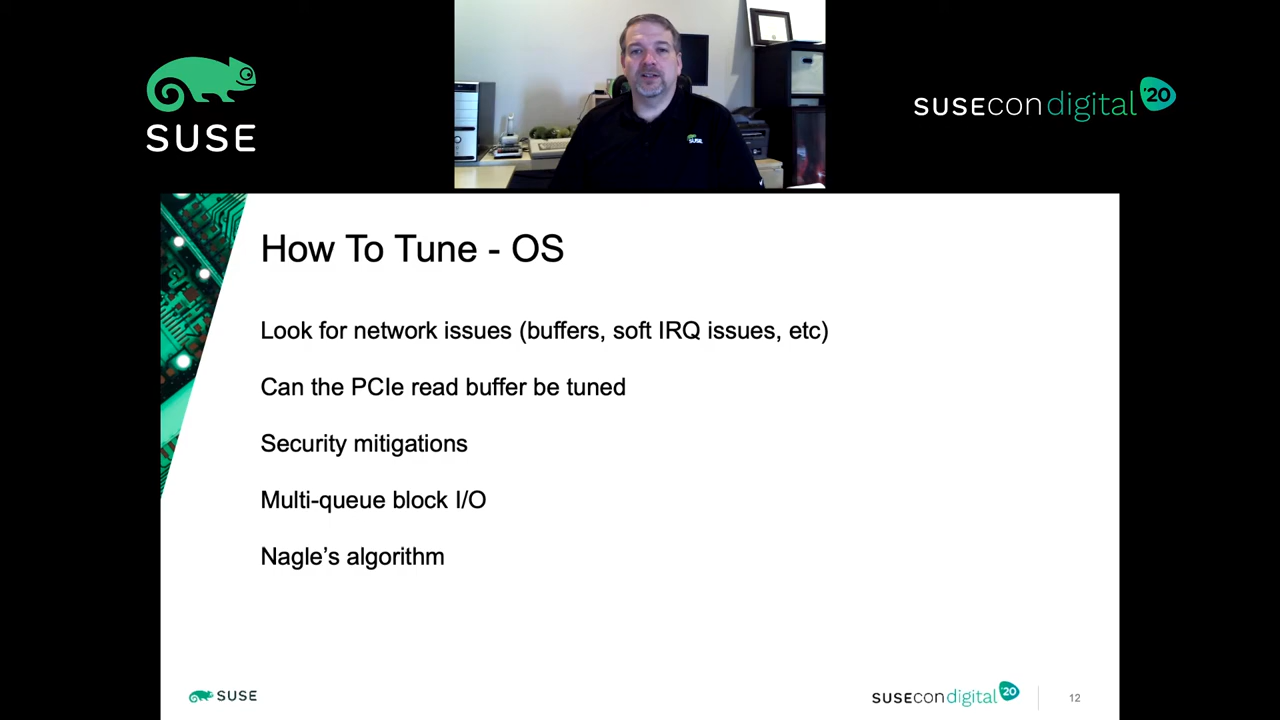 SUSE
SUSECON digital '20
SUSE
How To Tune - OS
Look for network issues (buffers, soft IRQ issues, etc)
Can the PCIe read buffer be tuned
Security mitigations
Multi-queue block I/O
Nagle’s algorithm
SUSE
SUSECON digital '20
12